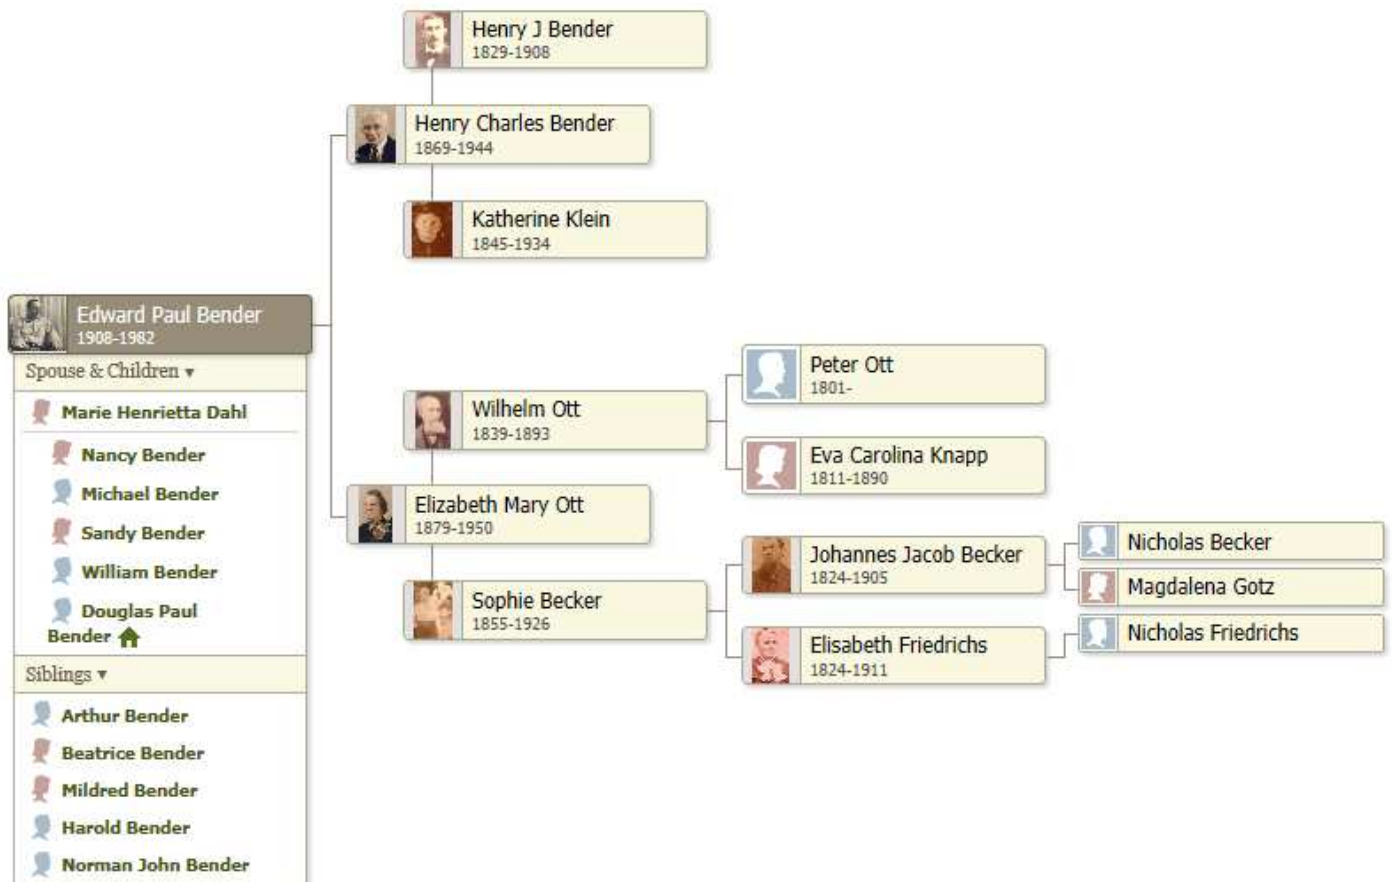 Henry J Bender
1829-1908
Henry Charles Bender
1869-1944
Katherine Klein
1845-1934
Edward Paul Bender
1908-1982
Spouse & Children ▾
Marie Henrietta Dahl
Nancy Bender
Michael Bender
Sandy Bender
William Bender
Douglas Paul
Bender
Siblings ▾
Arthur Bender
Beatrice Bender
Mildred Bender
Harold Bender
Norman John Bender
Wilhelm Ott
1839-1893
Elizabeth Mary Ott
1879-1950
Sophie Becker
1855-1926
Peter Ott
1801-
Eva Carolina Knapp
1811-1890
Johannes Jacob Becker
1824-1905
Elisabeth Friedrichs
1824-1911
Nicholas Becker
Magdalena Gotz
Nicholas Friedrichs